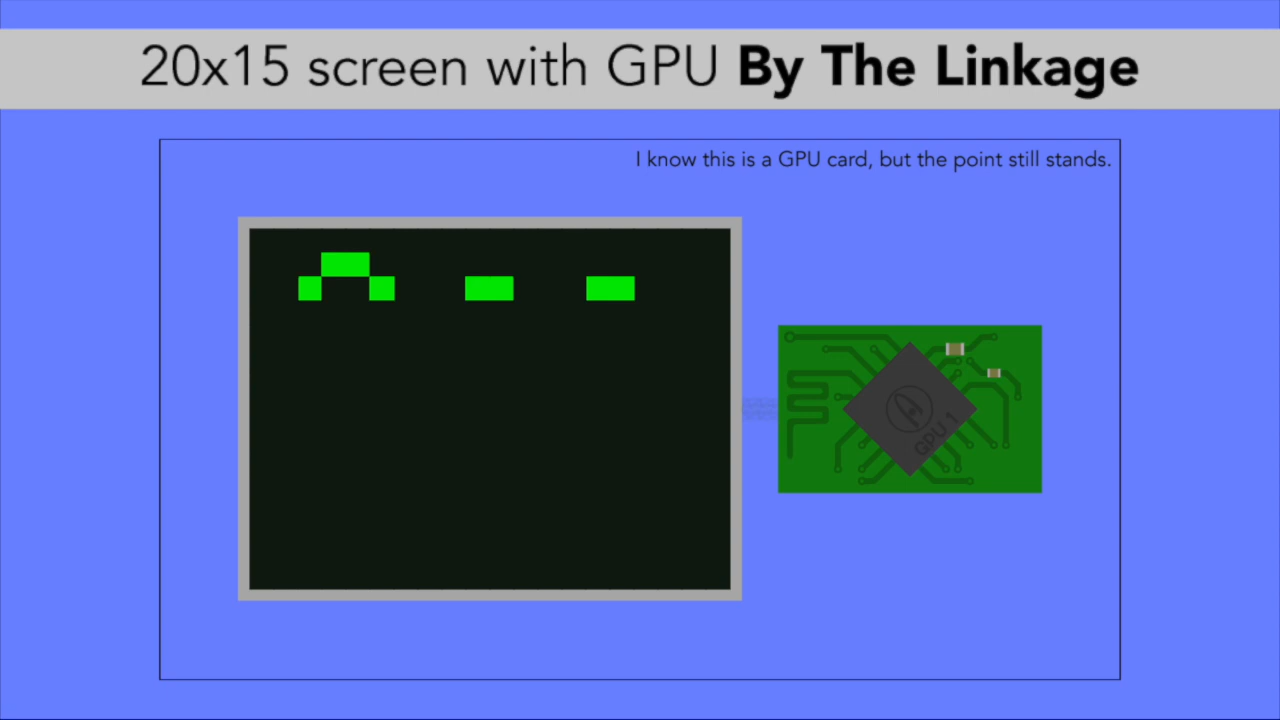 20x15 screen with GPU By The Linkage
I know this is a GPU card, but the point still stands.
GPU 1